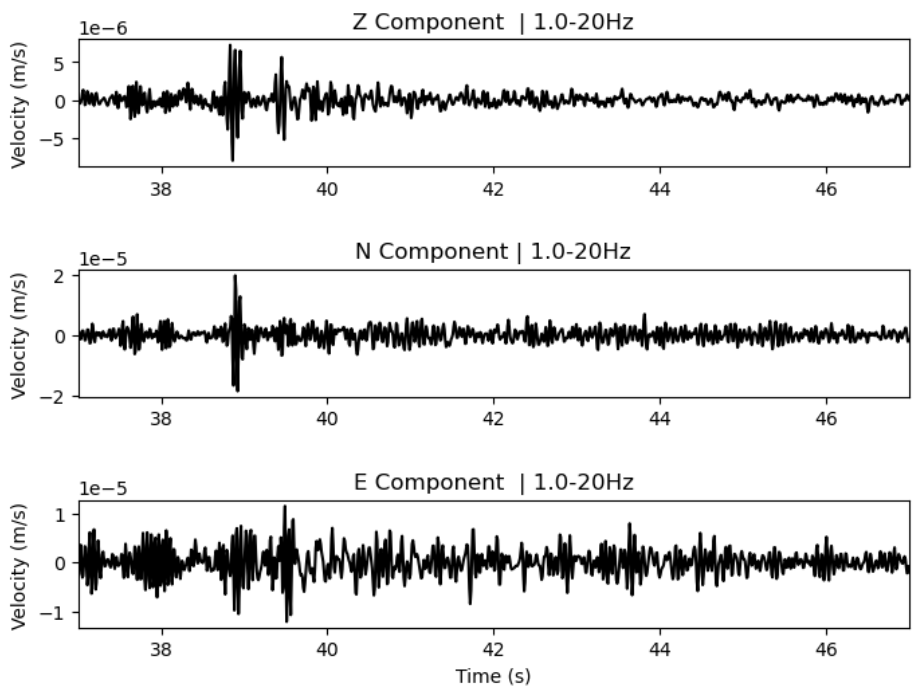 Z Component | 1.0-20Hz
1e−6
Velocity (m/s)
5
0
−5
38 40 42 44 46
N Component | 1.0-20Hz
1e−5
Velocity (m/s)
2
0
−2
38 40 42 44 46
E Component | 1.0-20Hz
1e−5
Velocity (m/s)
1
0
−1
38 40 42 44 46
Time (s)